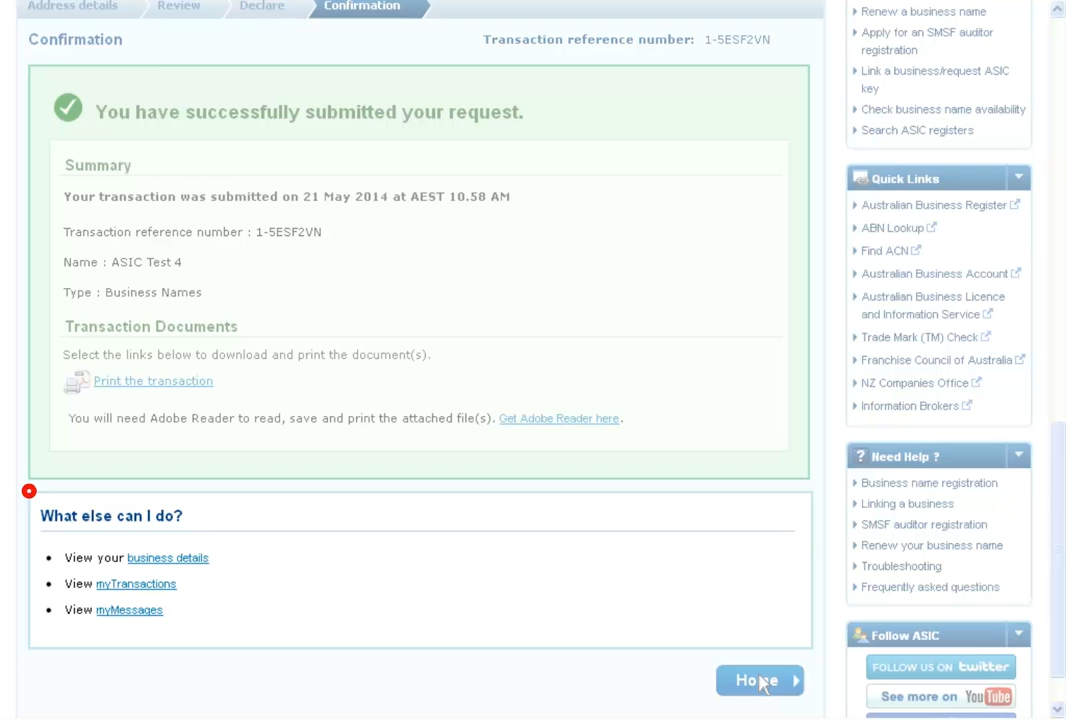 Address details
Review
Declare
Confirmation
Confirmation
Transaction reference number: 1-5ESF2VN
You have successfully submitted your request.
Summary
Your transaction was submitted on 21 May 2014 at AEST 10.58 AM
Transaction reference number : 1-5ESF2VN
Name : ASIC Test 4
Type : Business Names
Transaction Documents
Select the links below to download and print the document(s).
Print the transaction
You will need Adobe Reader to read, save and print the attached file(s). Get Adobe Reader here.
What else can I do?
View your business details
View myTransactions
View myMessages
Home
Renew a business name
Apply for an SMSF auditor
registration
Link a business/request ASIC
key
Check business name availability
Search ASIC registers
Quick Links
Australian Business Register
ABN Lookup
Find ACN
Australian Business Account
Australian Business Licence
and Information Service
Trade Mark (TM) Check
Franchise Council of Australia
NZ Companies Office
Information Brokers
? Need Help ?
Business name registration
Linking a business
SMSF auditor registration
Renew your business name
Troubleshooting
Frequently asked questions
Follow ASIC
FOLLOW US ON twitter
See more on YouTube